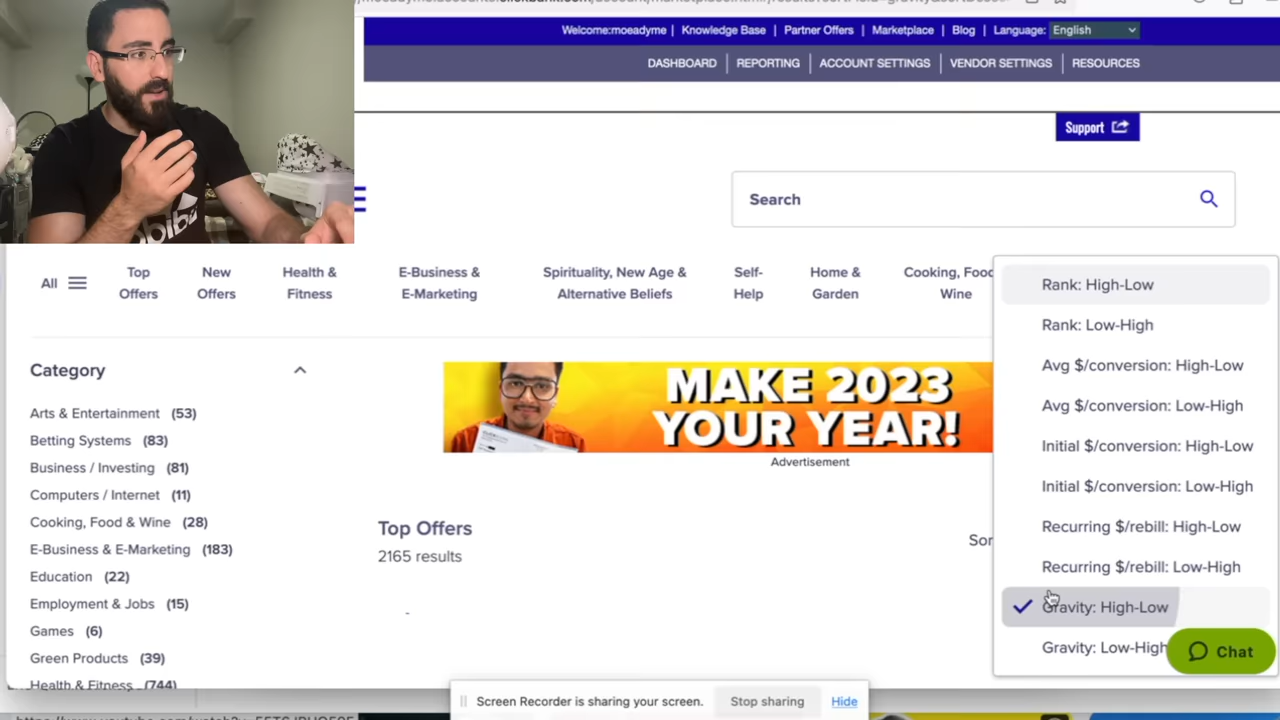 Welcome:moeadyme | Knowledge Base | Partner Offers | Marketplace | Blog | Language: English
DASHBOARD | REPORTING | ACCOUNT SETTINGS | VENDOR SETTINGS | RESOURCES
Support
Search
All
Top Offers
New Offers
Health & Fitness
E-Business & E-Marketing
Spirituality, New Age & Alternative Beliefs
Self-Help
Home & Garden
Cooking, Food Wine
Rank: High-Low
Rank: Low-High
Avg $/conversion: High-Low
Avg $/conversion: Low-High
Initial $/conversion: High-Low
Initial $/conversion: Low-High
Recurring $/rebill: High-Low
Recurring $/rebill: Low-High
Gravity: High-Low
Gravity: Low-High
Category
Arts & Entertainment (53)
Betting Systems (83)
Business / Investing (81)
Computers / Internet (11)
Cooking, Food & Wine (28)
E-Business & E-Marketing (183)
Education (22)
Employment & Jobs (15)
Games (6)
Green Products (39)
Health & Fitness (744)
MAKE 2023
YOUR YEAR!
Advertisement
Top Offers
2165 results
Chat
Screen Recorder is sharing your screen.
Stop sharing
Hide